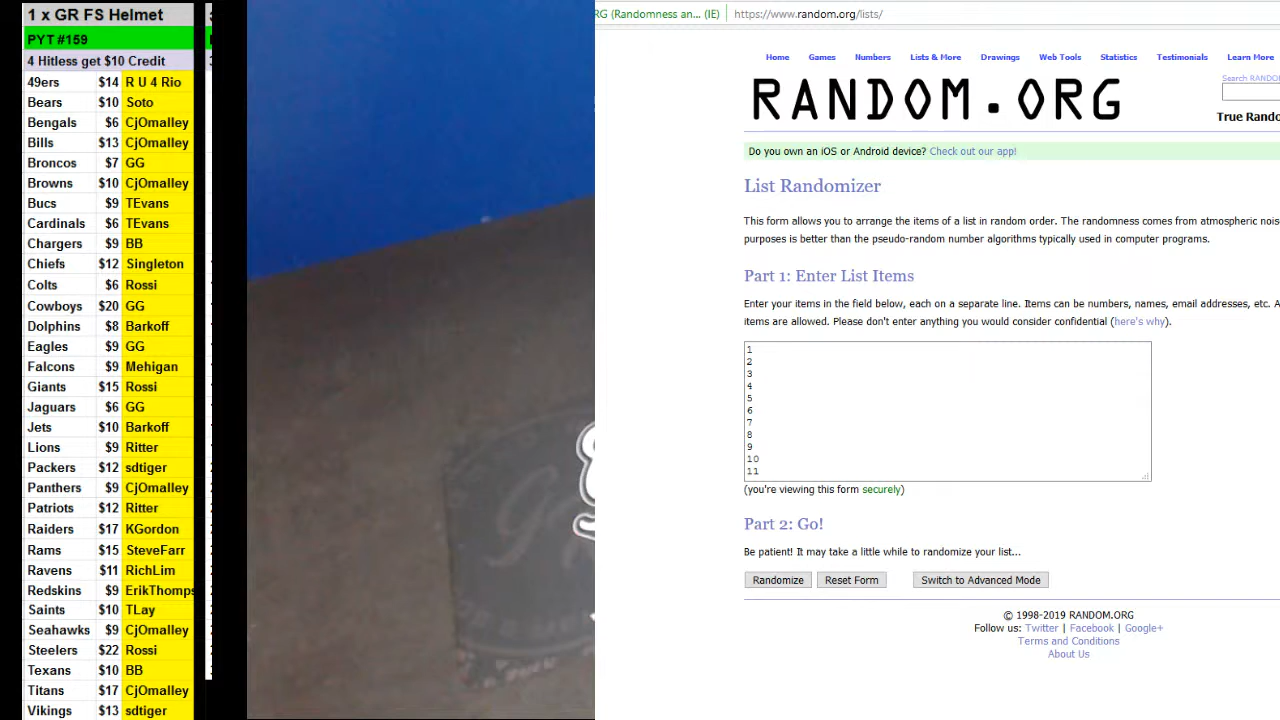 1 x GR FS Helmet
PYT #159
4 Hitless get $10 Credit
49ers $14 R U 4 Rio
Bears $10 Soto
Bengals $6 CjOmalley
Bills $13 CjOmalley
Broncos $7 GG
Browns $10 CjOmalley
Bucs $9 TEvans
Cardinals $6 TEvans
Chargers $9 BB
Chiefs $12 Singleton
Colts $6 Rossi
Cowboys $20 GG
Dolphins $8 Barkoff
Eagles $9 GG
Falcons $9 Mehigan
Giants $15 Rossi
Jaguars $6 GG
Jets $10 Barkoff
Lions $9 Ritter
Packers $12 sdtiger
Panthers $9 CjOmalley
Patriots $12 Ritter
Raiders $17 KGordon
Rams $15 SteveFarr
Ravens $11 RichLim
Redskins $9 ErikThomps
Saints $10 TLay
Seahawks $9 CjOmalley
Steelers $22 Rossi
Texans $10 BB
Titans $17 CjOmalley
Vikings $13 sdtiger
RG (Randomness an... (IE) https://www.random.org/lists/
Home Games Numbers Lists & More Drawings Web Tools Statistics Testimonials Learn More
RANDOM.ORG
Search RANDO
True Rando
Do you own an iOS or Android device? Check out our app!
List Randomizer
This form allows you to arrange the items of a list in random order. The randomness comes from atmospheric nois
purposes is better than the pseudo-random number algorithms typically used in computer programs.
Part 1: Enter List Items
Enter your items in the field below, each on a separate line. Items can be numbers, names, email addresses, etc. A
items are allowed. Please don't enter anything you would consider confidential (here's why).
1
2
3
4
5
6
7
8
9
10
11
(you're viewing this form securely)
Part 2: Go!
Be patient! It may take a little while to randomize your list...
Randomize Reset Form Switch to Advanced Mode
© 1998-2019 RANDOM.ORG
Follow us: Twitter | Facebook | Google+
Terms and Conditions
About Us